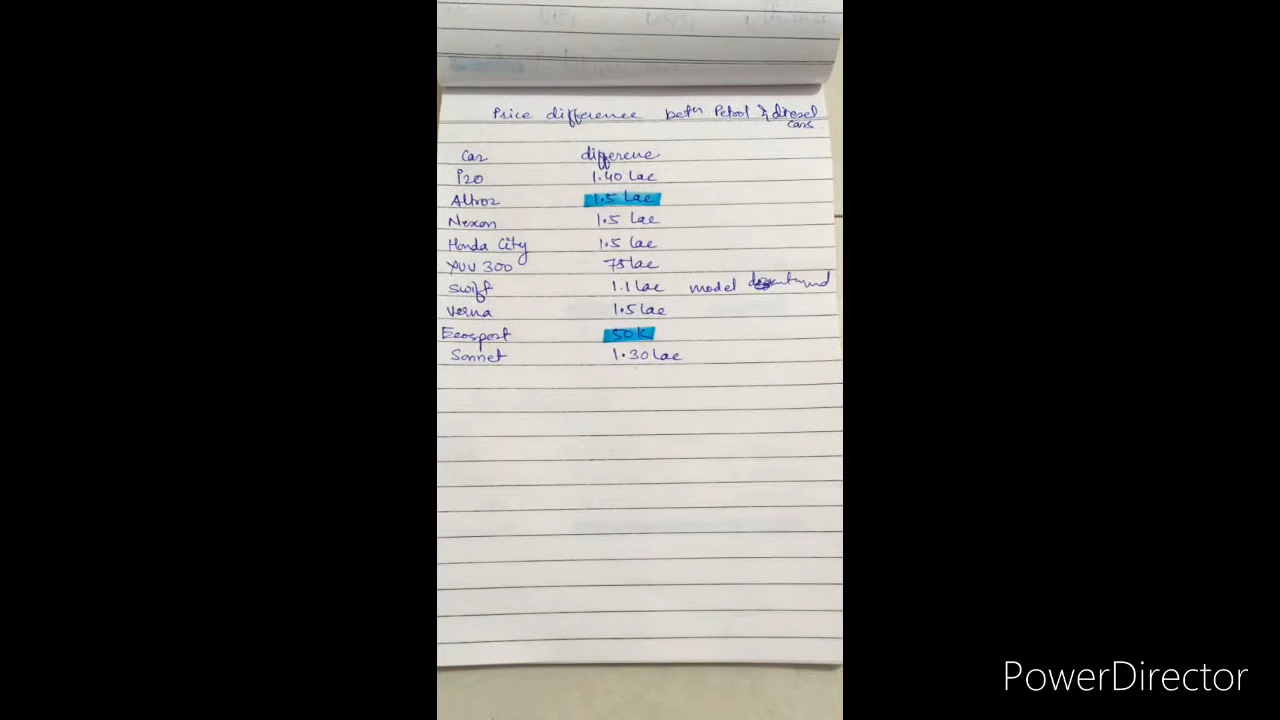 Price difference betn Petrol & diesel
cars
Car difference
i20 1.40 Lac
Altroz 1.5 Lac
Nexon 1.5 Lac
Honda City 1.5 Lac
XUV 300 75 Lac
Swift 1.1 Lac model
Verna 1.5 Lac
Ecosport 50K
Sonnet 1.30 Lac
PowerDirector